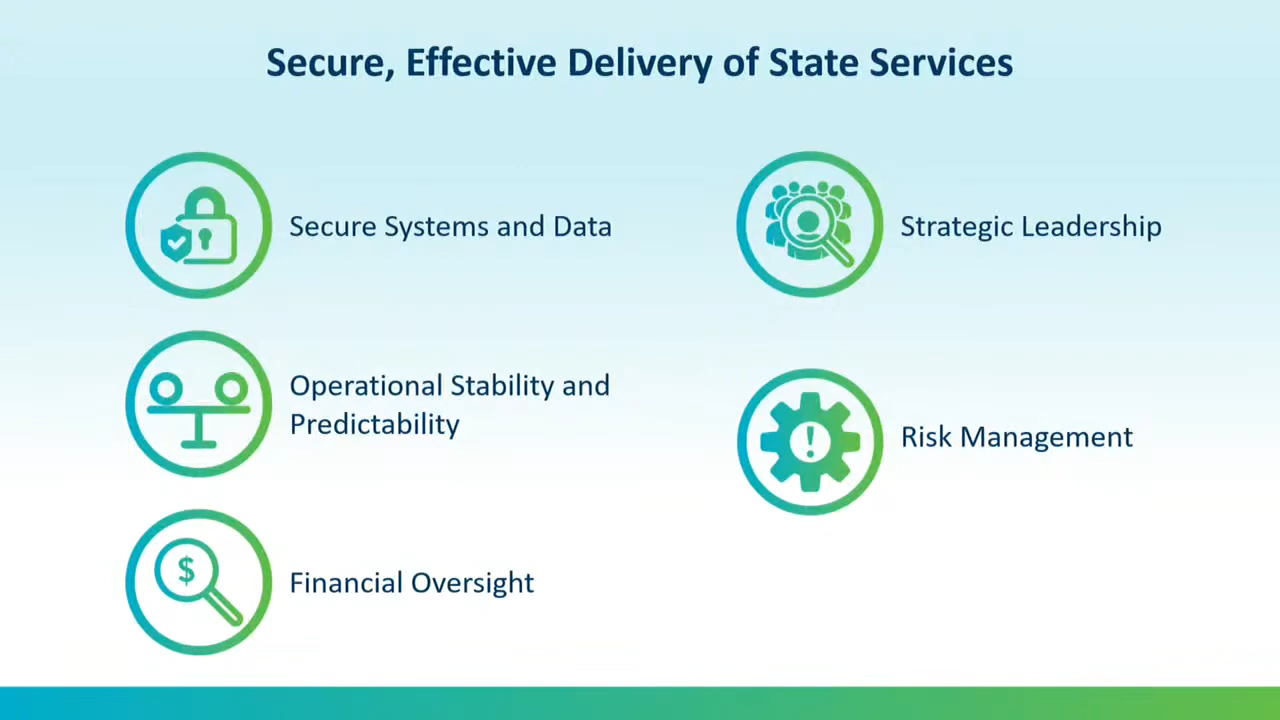 Secure, Effective Delivery of State Services
Secure Systems and Data
Operational Stability and
Predictability
$
Financial Oversight
Strategic Leadership
!
Risk Management